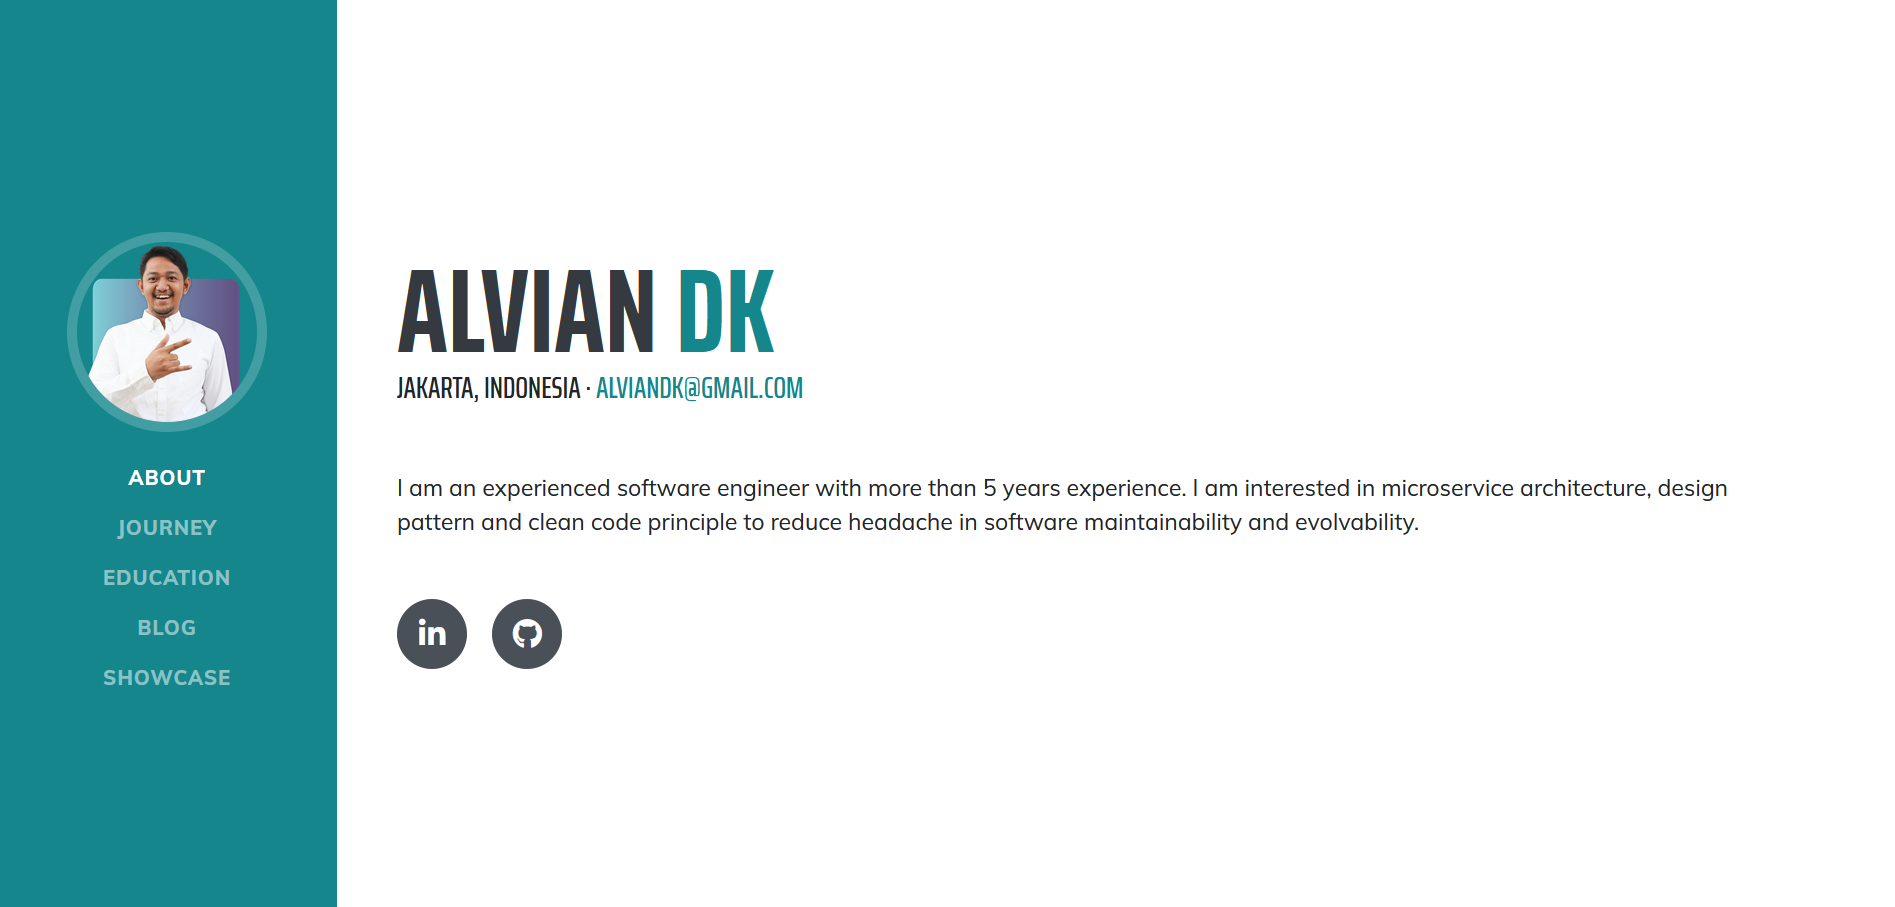 ABOUT
JOURNEY
EDUCATION
BLOG
SHOWCASE
ALVIAN DK
JAKARTA, INDONESIA · ALVIANDK@GMAIL.COM
I am an experienced software engineer with more than 5 years experience. I am interested in microservice architecture, design
pattern and clean code principle to reduce headache in software maintainability and evolvability.
in